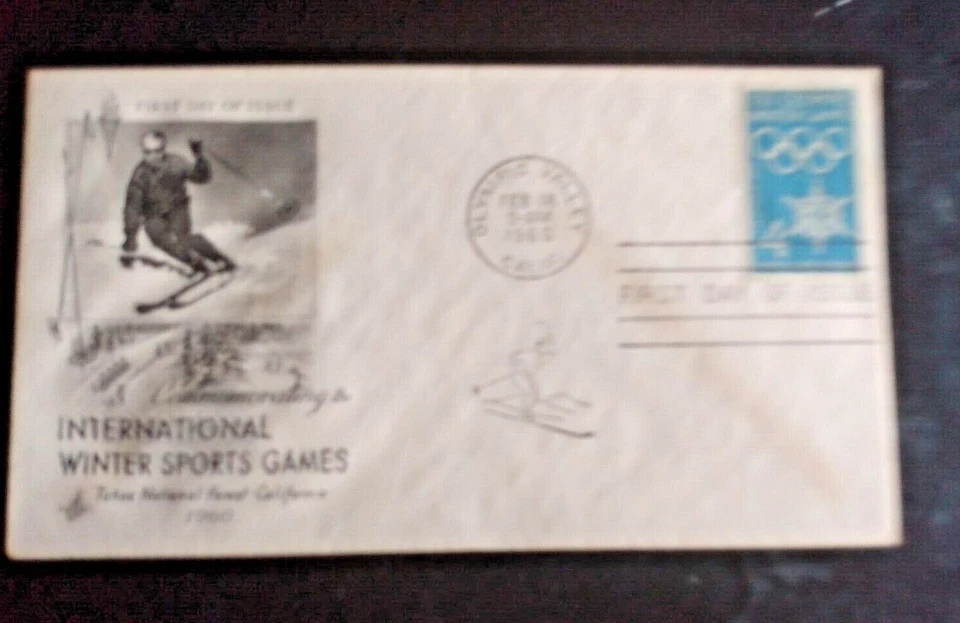 FIRST DAY OF ISSUE
Commemorating
INTERNATIONAL
WINTER SPORTS GAMES
Tahoe National Forest California
1960
OLYMPIC VALLEY
FEB 18
1960
CALIF.
FIRST DAY OF ISSUE